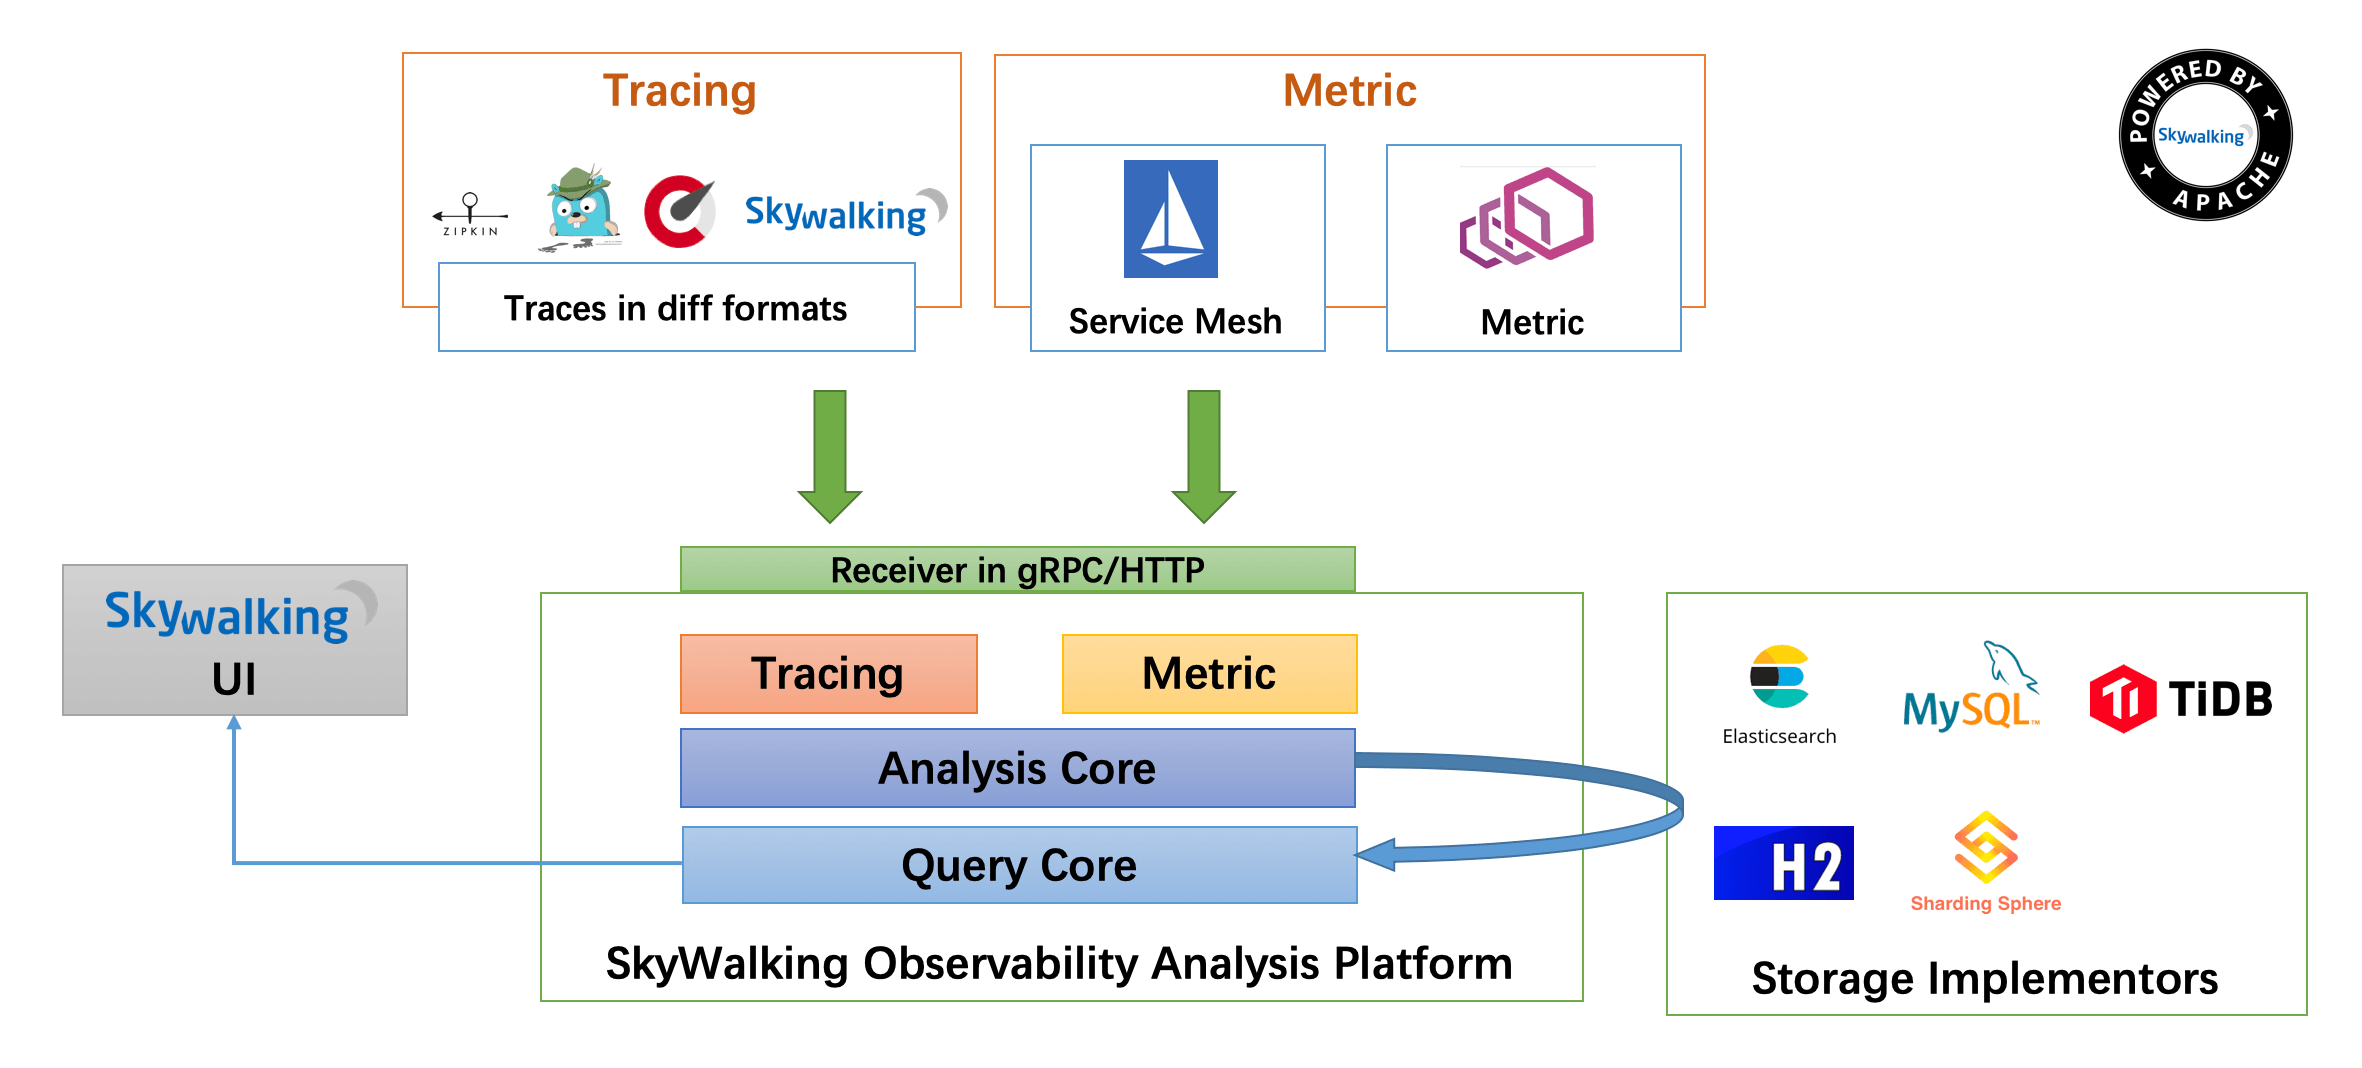 Tracing
Metric
POWERED BY
Skywalking
APACHE
ZIPKIN
Skywalking
Traces in diff formats
Service Mesh
Metric
Receiver in gRPC/HTTP
Skywalking
UI
Tracing
Metric
Analysis Core
Query Core
SkyWalking Observability Analysis Platform
Elasticsearch
MySQL™
TiDB
H2
Sharding Sphere
Storage Implementors